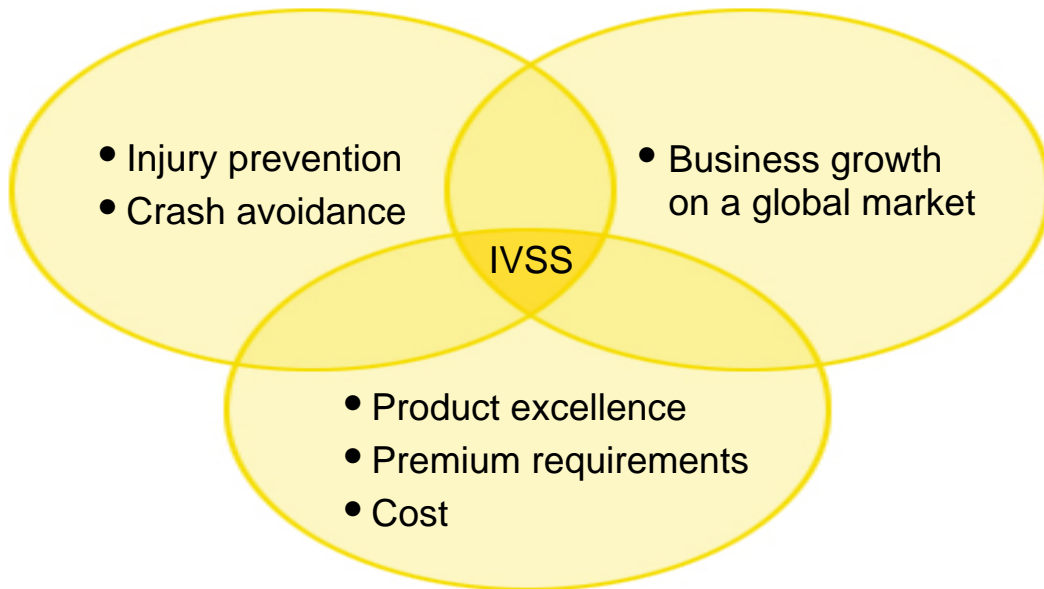 • Injury prevention
• Crash avoidance
• Business growth
on a global market
IVSS
• Product excellence
• Premium requirements
• Cost